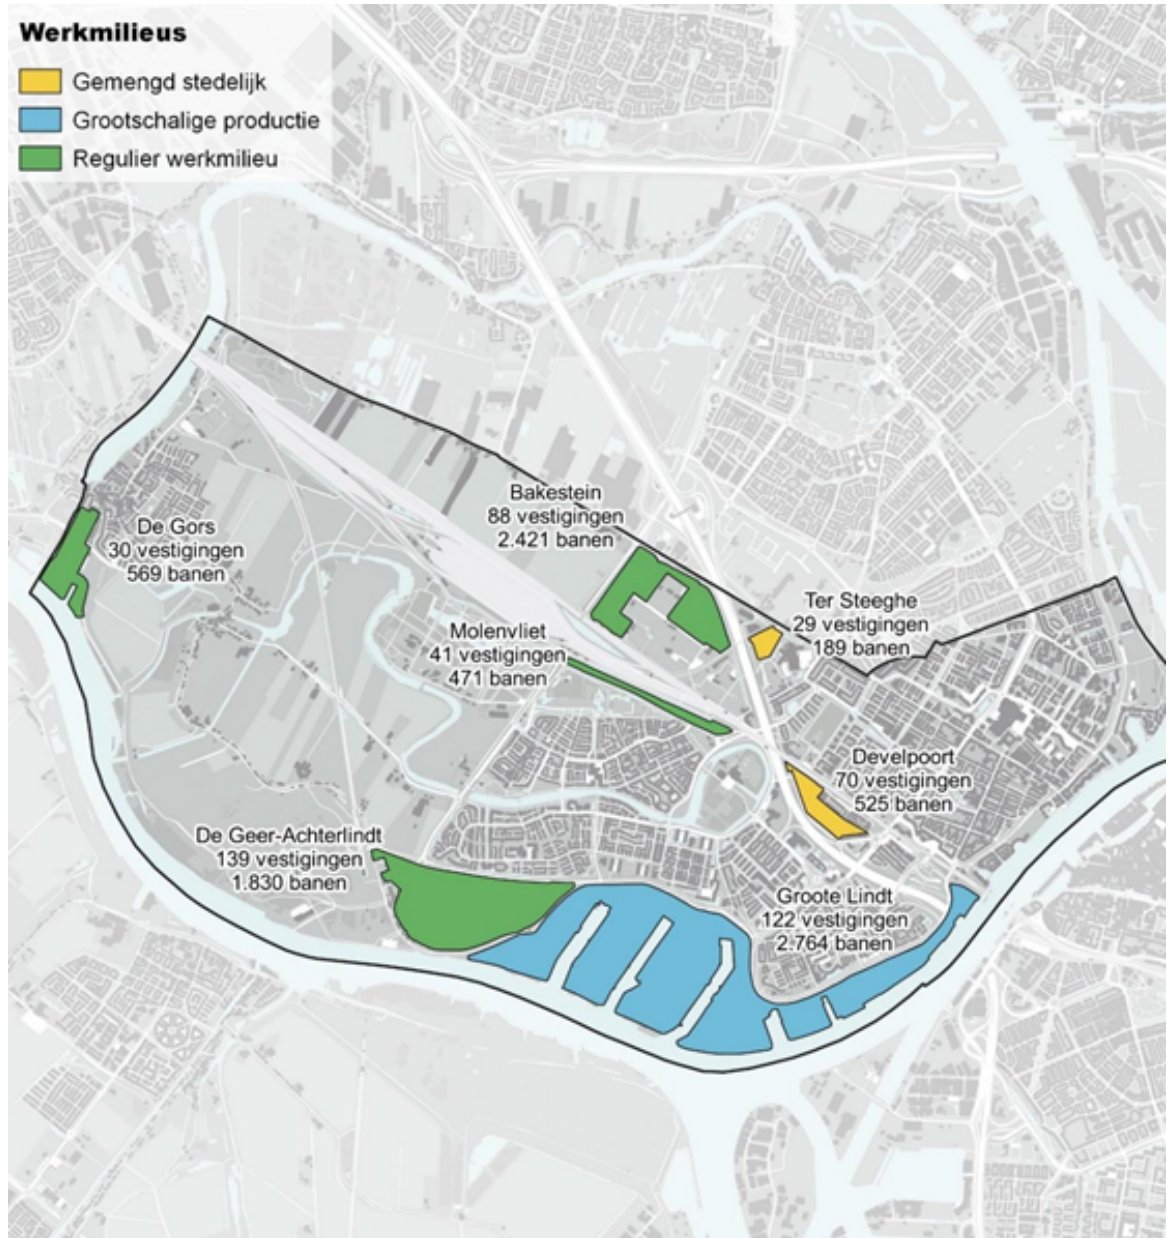 Werkmilieus
Gemengd stedelijk
Grootschalige productie
Regulier werkmilieu
Bakestein
88 vestigingen
2.421 banen
De Gors
30 vestigingen
569 banen
Ter Steeghe
29 vestigingen
189 banen
Molenvliet
41 vestigingen
471 banen
Develpoort
70 vestigingen
525 banen
De Geer-Achterlindt
139 vestigingen
1.830 banen
Groote Lindt
122 vestigingen
2.764 banen